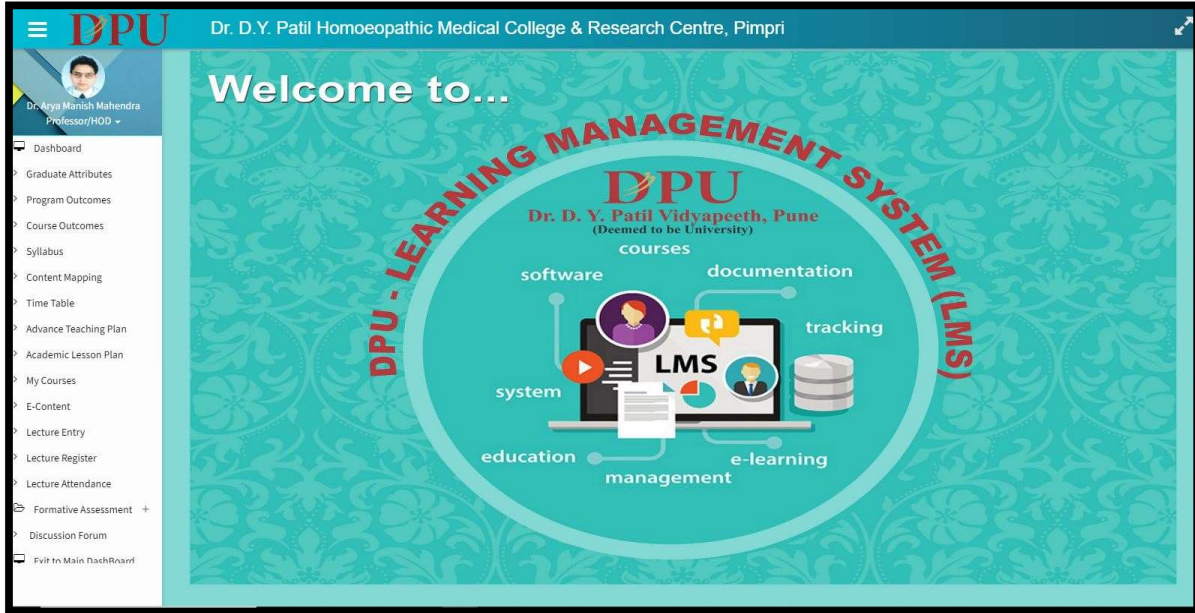 DPU
Dr. D.Y. Patil Homoeopathic Medical College & Research Centre, Pimpri
Dr. Arya Manish Mahendra
Professor/HOD
Dashboard
Graduate Attributes
Program Outcomes
Course Outcomes
Syllabus
Content Mapping
Time Table
Advance Teaching Plan
Academic Lesson Plan
My Courses
E-Content
Lecture Entry
Lecture Register
Lecture Attendance
Formative Assessment +
Discussion Forum
Exit to Main DashBoard
Welcome to...
DPU - LEARNING MANAGEMENT SYSTEM (LMS)
DPU
Dr. D. Y. Patil Vidyapeeth, Pune
(Deemed to be University)
courses
software
documentation
tracking
LMS
system
education
e-learning
management